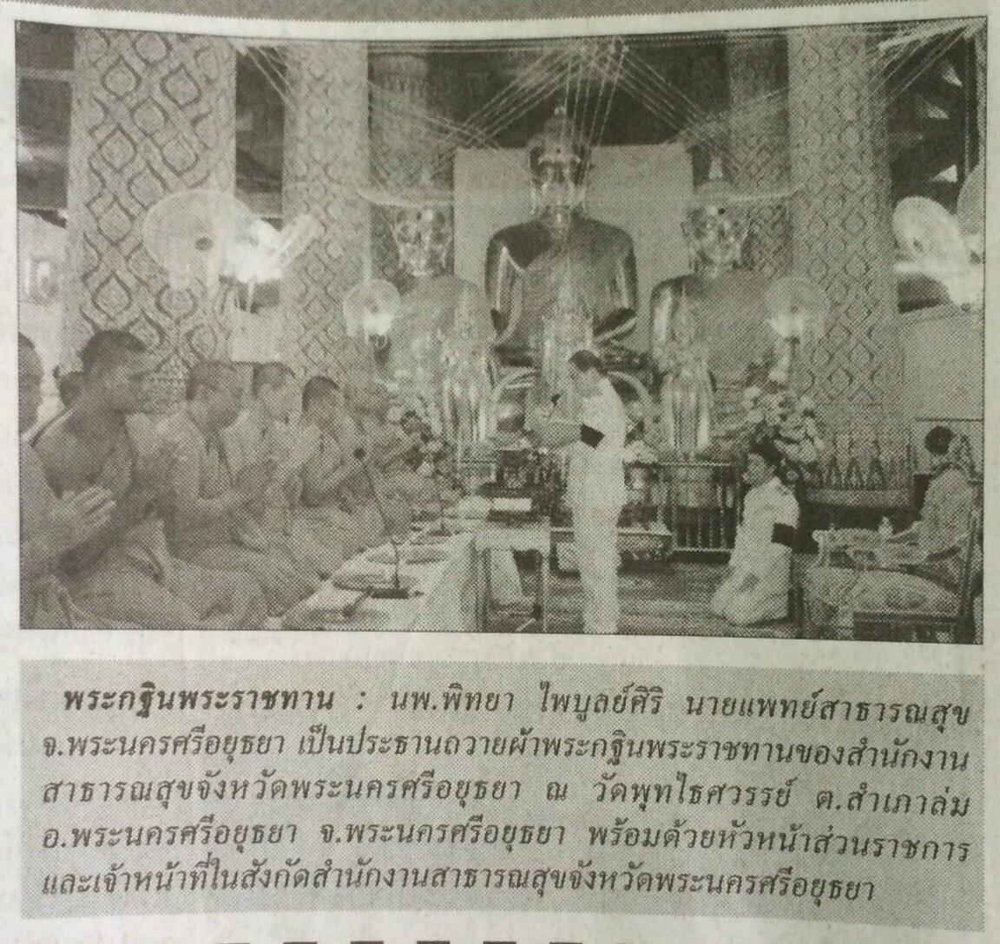 พระกฐินพระราชทาน : นพ.พิทยา ไพบูลย์ศิริ นายแพทย์สาธารณสุข
จ.พระนครศรีอยุธยา เป็นประธานถวายผ้าพระกฐินพระราชทานของสำนักงาน
สาธารณสุขจังหวัดพระนครศรีอยุธยา ณ วัดพุทไธศวรรย์ ต.สำเภาล่ม
อ.พระนครศรีอยุธยา จ.พระนครศรีอยุธยา พร้อมด้วยหัวหน้าส่วนราชการ
และเจ้าหน้าที่ในสังกัดสำนักงานสาธารณสุขจังหวัดพระนครศรีอยุธยา